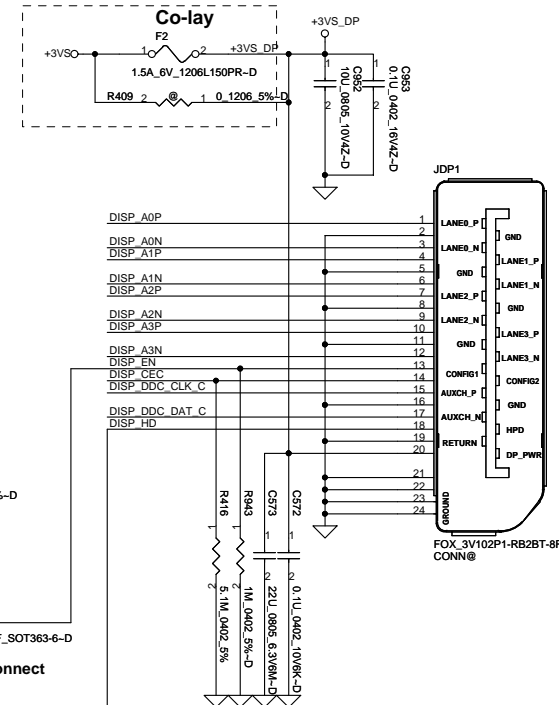 Co-lay
+3VS_DP
F2
+3VS
1
2
+3VS_DP
1.5A_6V_1206L150PR~D
R409
2
@
1
0_1206_5%~D
1
2
C952
10U_0805_10V4Z~D
1
2
C953
0.1U_0402_16V4Z~D
JDP1
DISP_A0P
1
LANE0_P
2
GND
DISP_A0N
3
LANE0_N
DISP_A1P
4
LANE1_P
5
GND
DISP_A1N
6
LANE1_N
DISP_A2P
7
LANE2_P
8
GND
DISP_A2N
9
LANE2_N
DISP_A3P
10
LANE3_P
11
GND
DISP_A3N
12
LANE3_N
DISP_EN
13
CONFIG1
DISP_CEC
14
CONFIG2
DISP_DDC_CLK_C
15
AUXCH_P
16
GND
DISP_DDC_DAT_C
17
AUXCH_N
DISP_HD
18
HPD
19
RETURN
20
DP_PWR
21
22
23
24
GROUND
FOX_3V102P1-RB2BT-8F
CONN@
R416
1
2
5.1M_0402_5%
R943
1
2
1M_0402_5%~D
C573
1
2
22U_0805_6.3V6M~D
C572
1
2
0.1U_0402_10V6K~D
%~D
F_SOT363-6~D
onnect